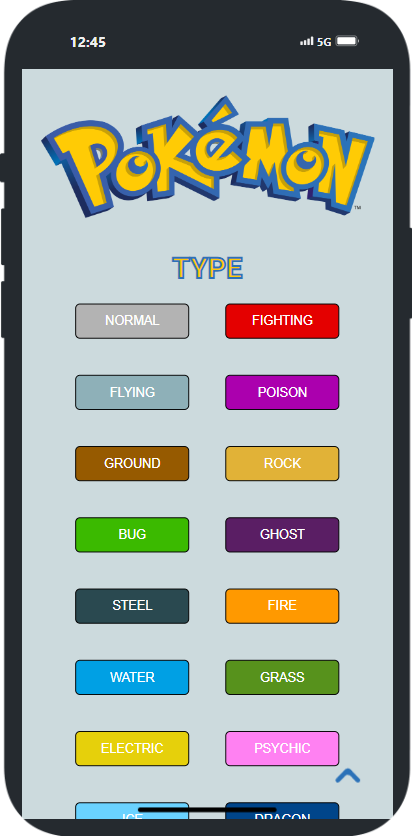 12:45 5G
Pokémon
TM
TYPE
NORMAL FIGHTING
FLYING POISON
GROUND ROCK
BUG GHOST
STEEL FIRE
WATER GRASS
ELECTRIC PSYCHIC
ICE DRAGON